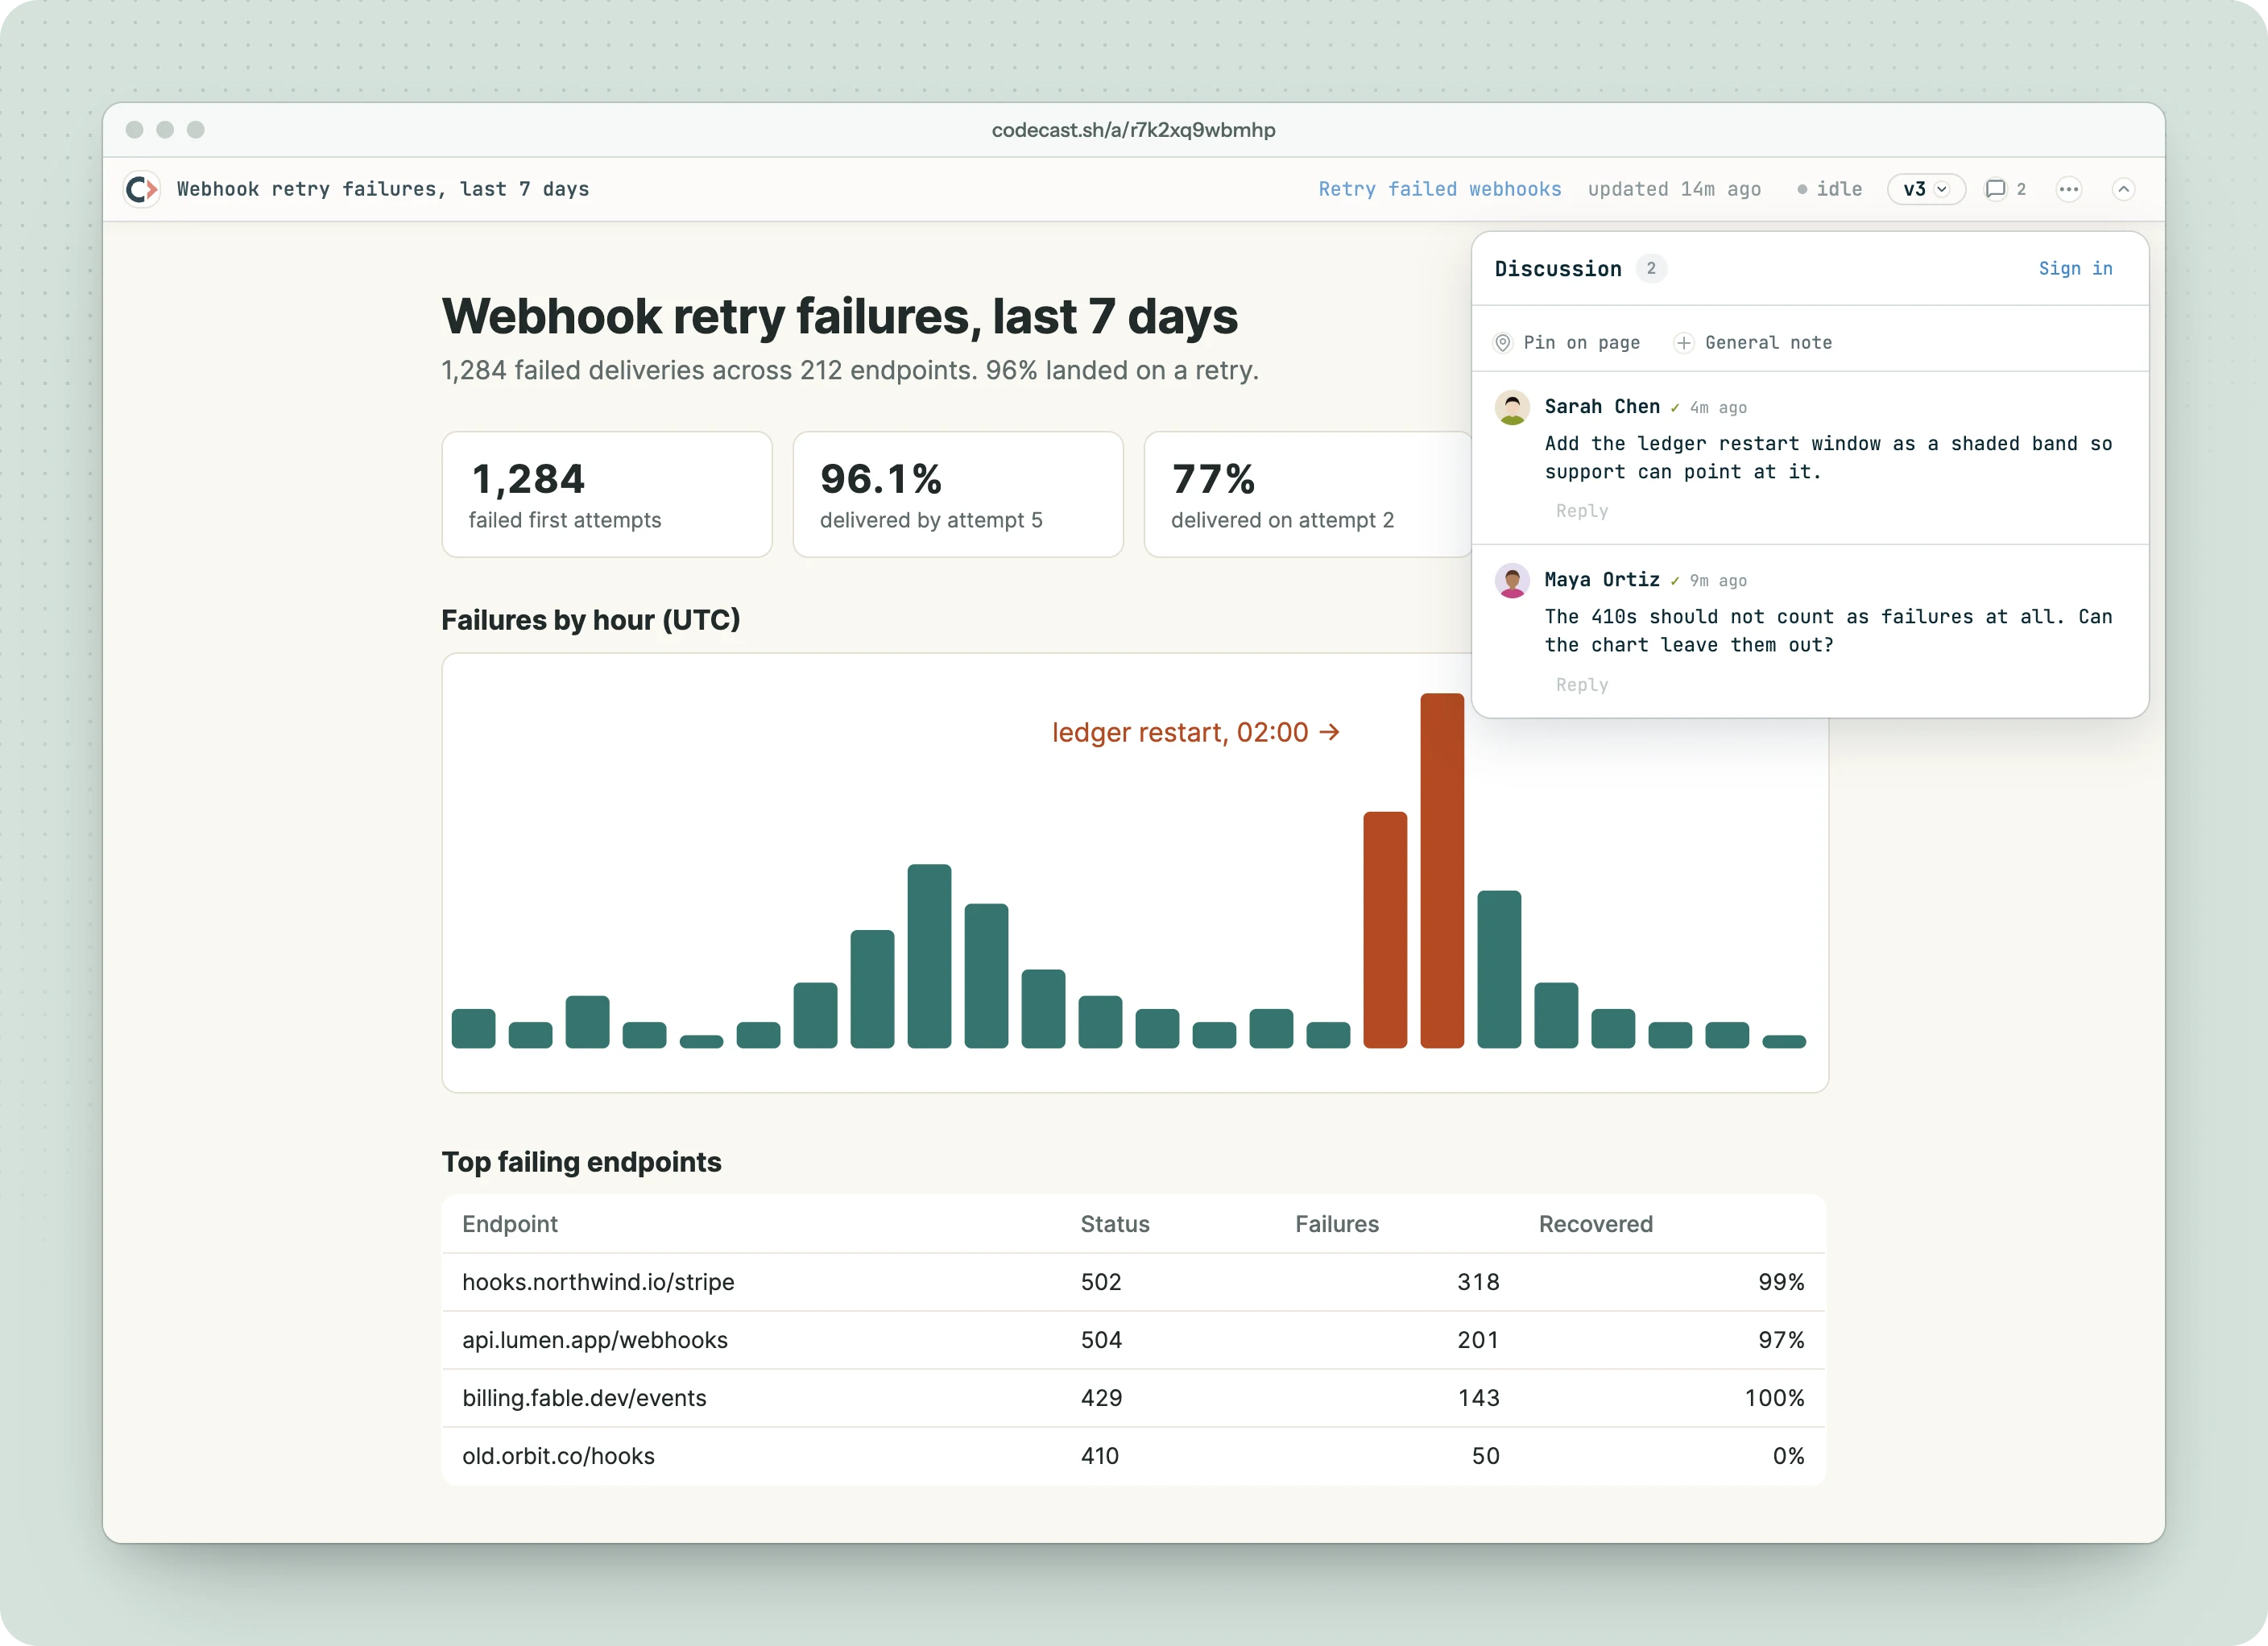 codecast.sh/a/r7k2xq9wbmhp
Webhook retry failures, last 7 days
Retry failed webhooks updated 14m ago idle v3 2
Webhook retry failures, last 7 days
1,284 failed deliveries across 212 endpoints. 96% landed on a retry.
1,284
failed first attempts
96.1%
delivered by attempt 5
77%
delivered on attempt 2
Discussion 2 Sign in
Pin on page General note
Sarah Chen ✓ 4m ago
Add the ledger restart window as a shaded band so
support can point at it.
Reply
Maya Ortiz ✓ 9m ago
The 410s should not count as failures at all. Can
the chart leave them out?
Reply
Failures by hour (UTC)
ledger restart, 02:00 →
Top failing endpoints
Endpoint Status Failures Recovered
hooks.northwind.io/stripe 502 318 99%
api.lumen.app/webhooks 504 201 97%
billing.fable.dev/events 429 143 100%
old.orbit.co/hooks 410 50 0%